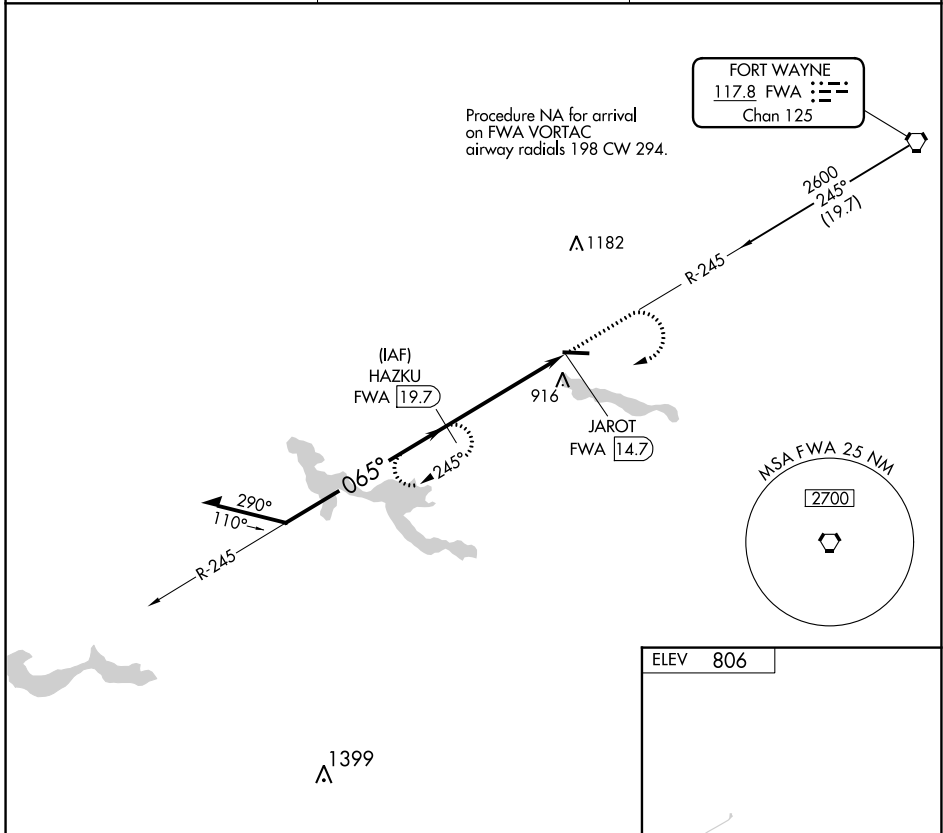 FORT WAYNE
117.8 FWA
Chan 125
Procedure NA for arrival
on FWA VORTAC
airway radials 198 CW 294.
2600
245°
(19.7)
1182
R-245
(IAF)
HAZKU
FWA 19.7
916
JAROT
FWA 14.7
245°
065°
290°
110°
R-245
MSA FWA 25 NM
2700
ELEV 806
1399